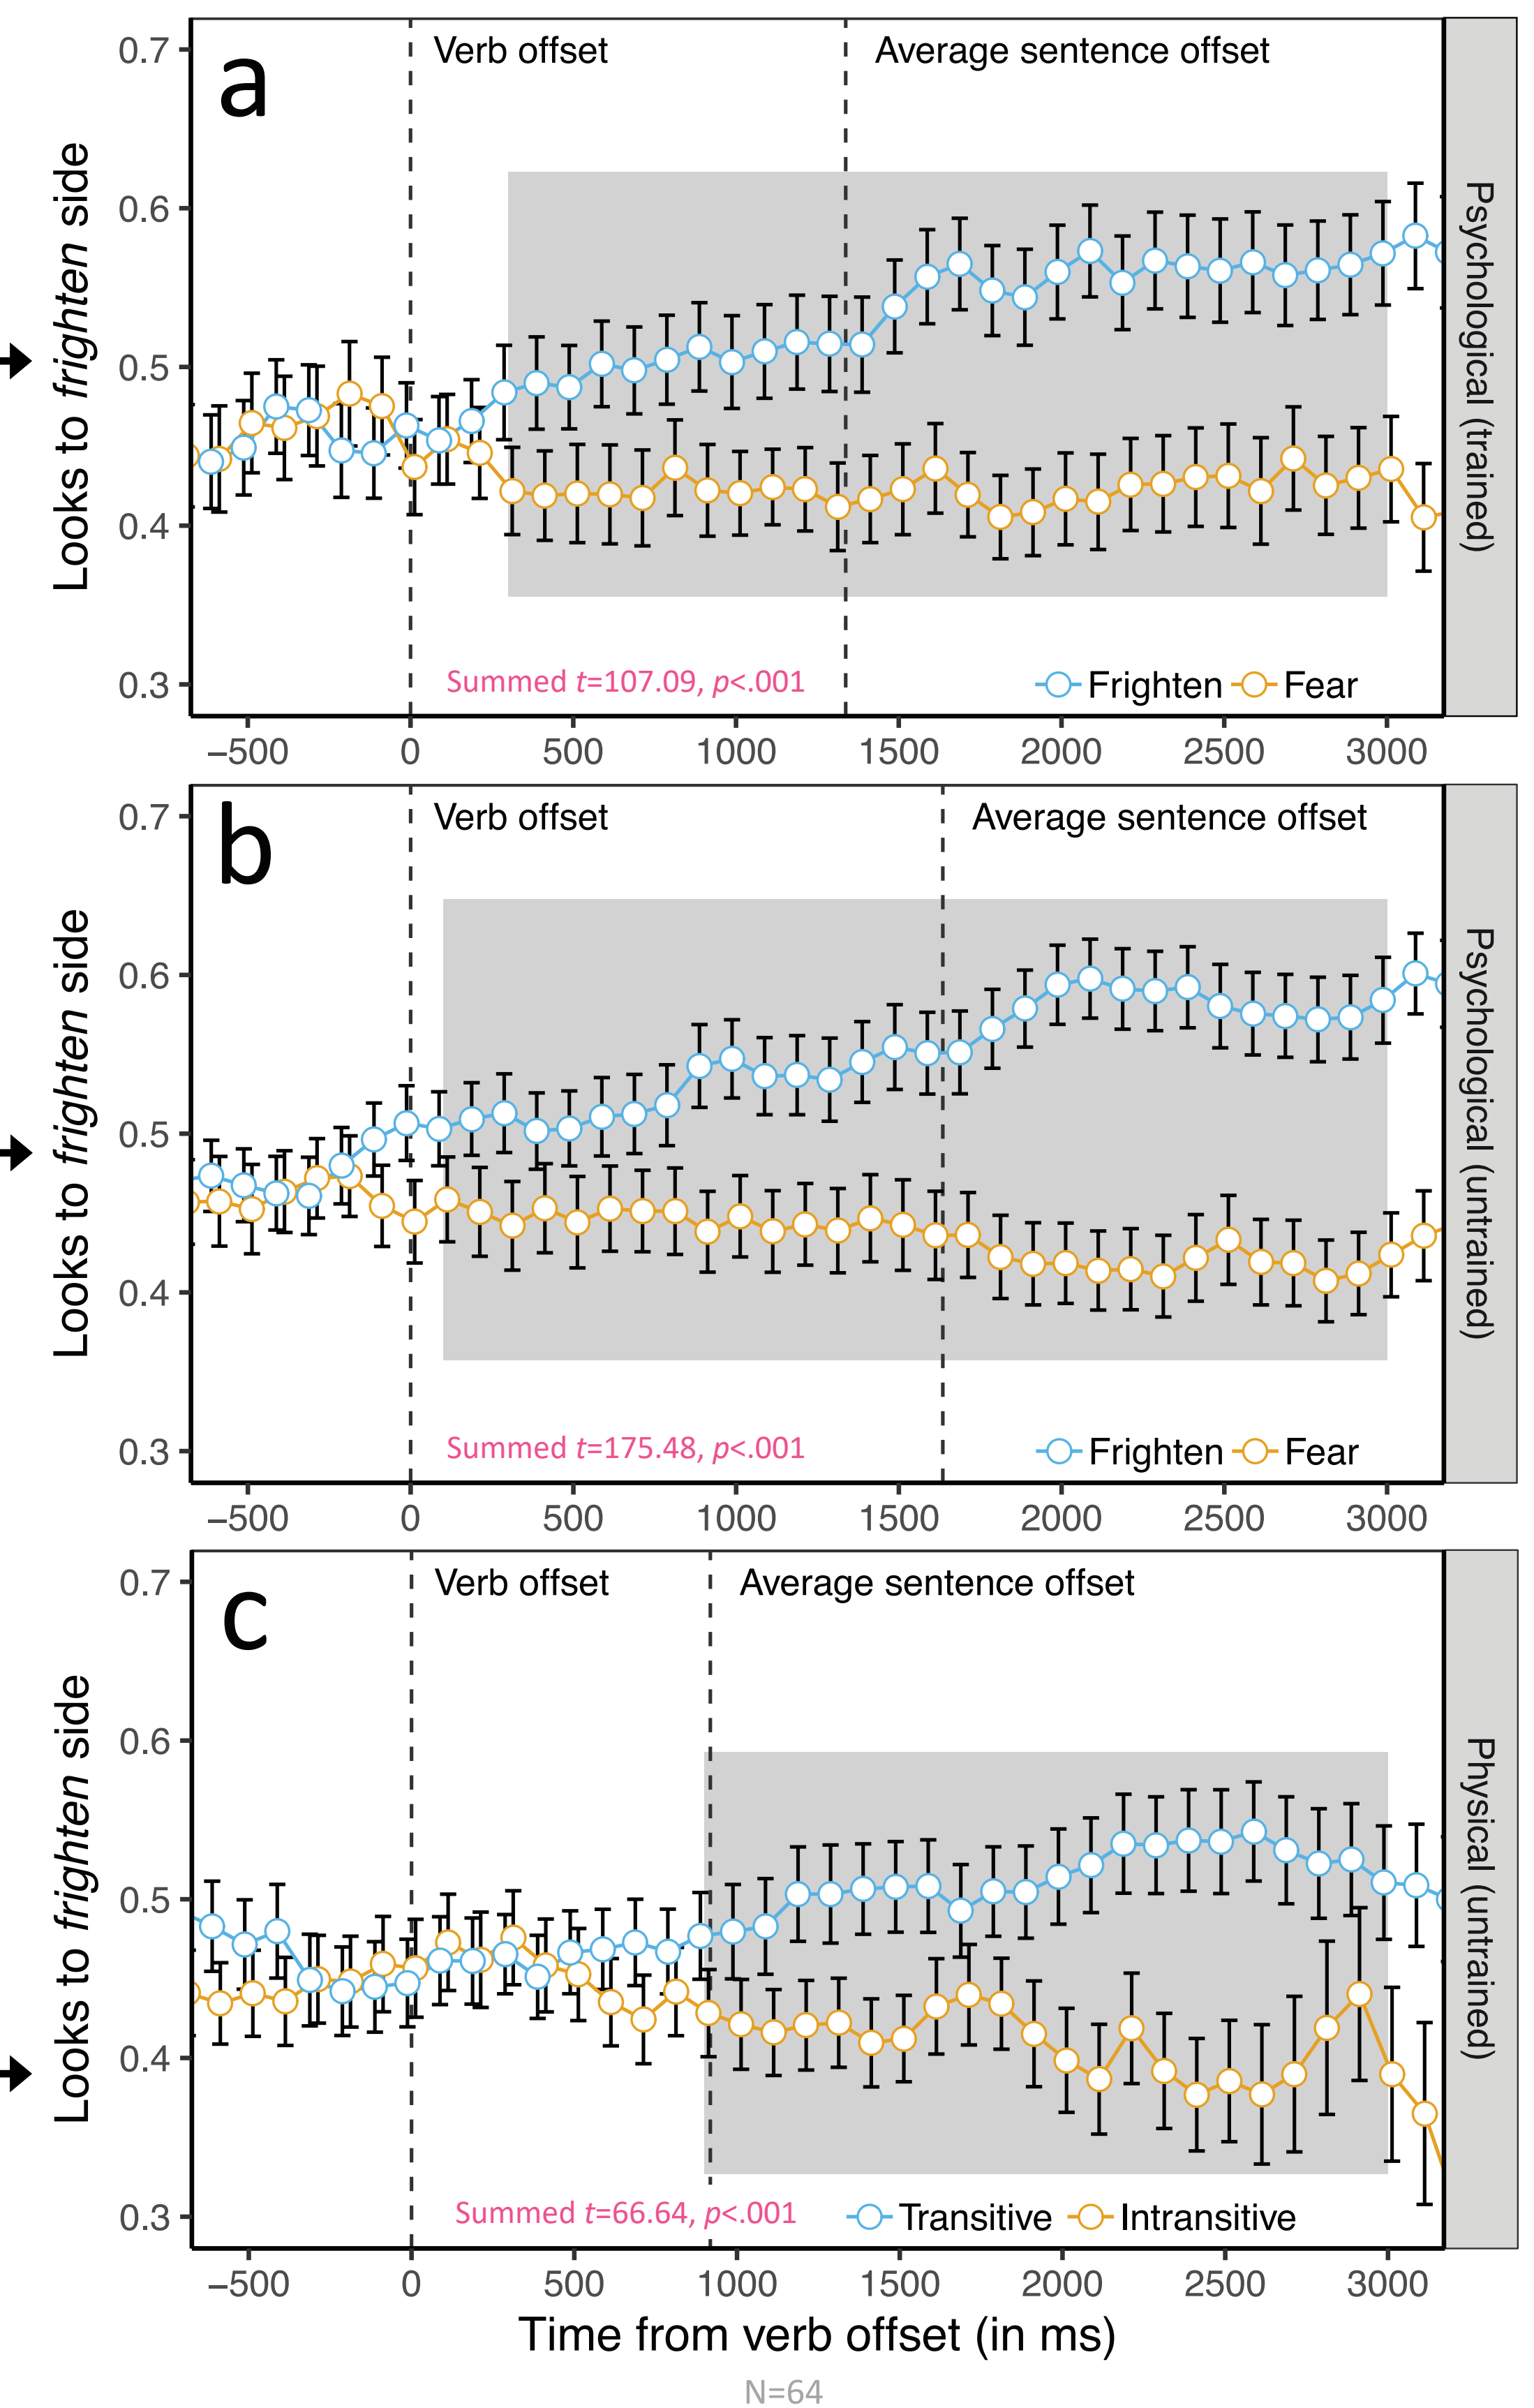 a
Verb offset
Average sentence offset
0.7
0.6
0.5
0.4
0.3
Looks to frighten side
Psychological (trained)
Summed t=107.09, p<.001
Frighten
Fear
−500 0 500 1000 1500 2000 2500 3000
b
Verb offset
Average sentence offset
0.7
0.6
0.5
0.4
0.3
Looks to frighten side
Psychological (untrained)
Summed t=175.48, p<.001
Frighten
Fear
−500 0 500 1000 1500 2000 2500 3000
c
Verb offset
Average sentence offset
0.7
0.6
0.5
0.4
0.3
Looks to frighten side
Physical (untrained)
Summed t=66.64, p<.001
Transitive
Intransitive
−500 0 500 1000 1500 2000 2500 3000
Time from verb offset (in ms)
N=64